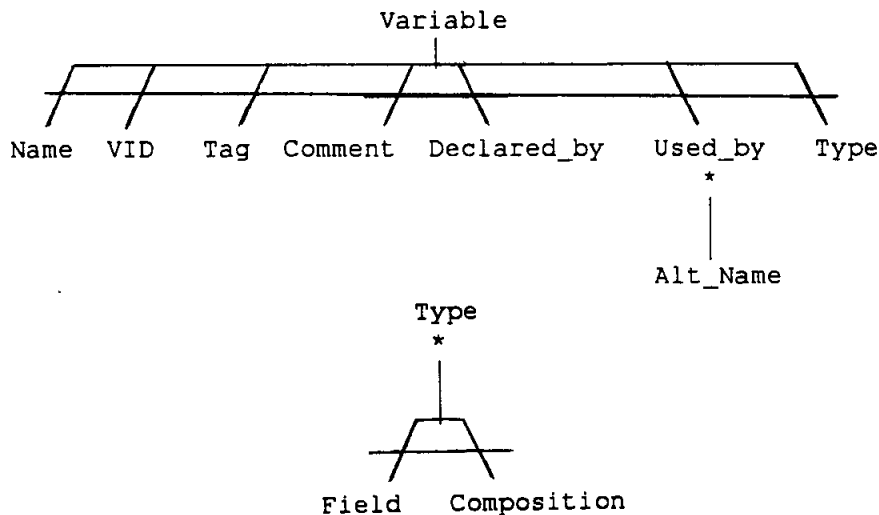 Variable
Name VID Tag Comment Declared_by Used_by Type
*
Alt_Name
Type
*
Field Composition